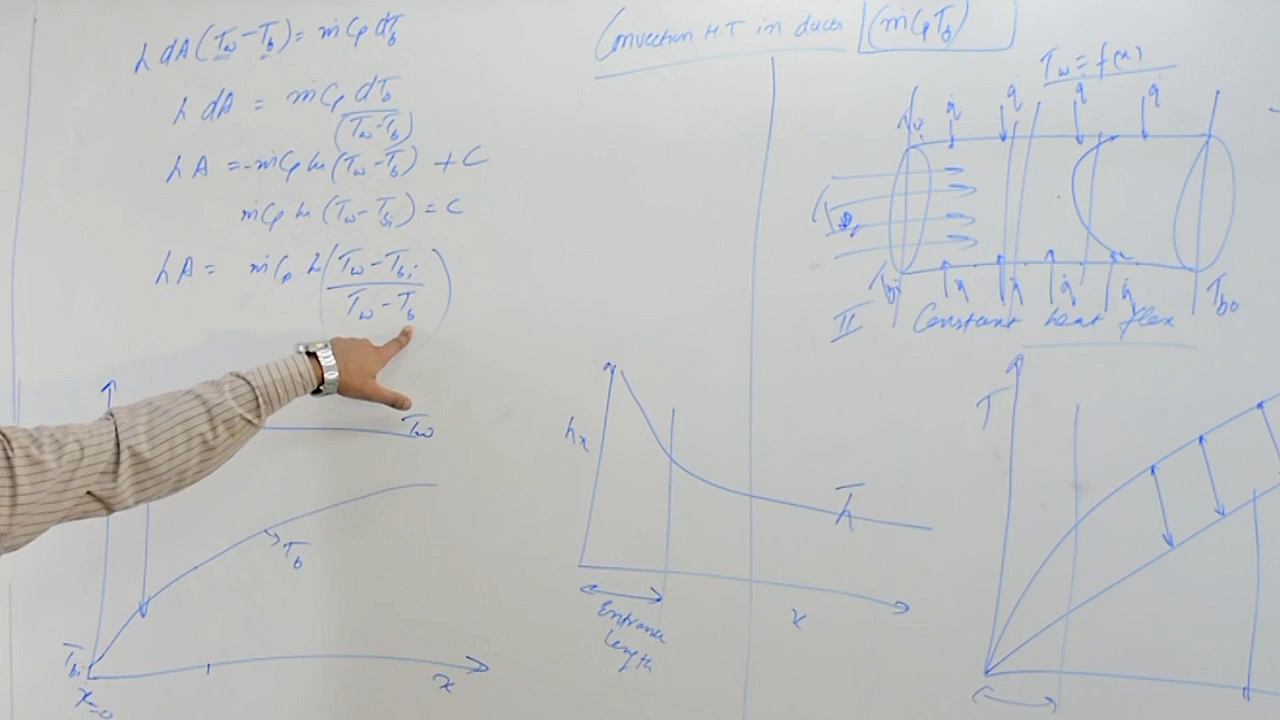 h dA (Tw - Tb) = ṁ Cp dTb
h dA = ṁ Cp dTb / (Tw - Tb)
h A = -ṁ Cp ln (Tw - Tb) + C
ṁ Cp ln (Tw - Tbi) = C
h A = ṁ Cp ln ( Tw - Tbi / Tw - Tb )
Tw
Tb
Tbi
x=0
x
Convection HT in ducts (ṁ Cp Tb)
hx
h̄
Entrance
length
x
Tw = f(x)
q̇ q̇ q̇ q̇
Tbi
q̇ q̇ q̇ q̇
Tbo
II Constant heat flux
T